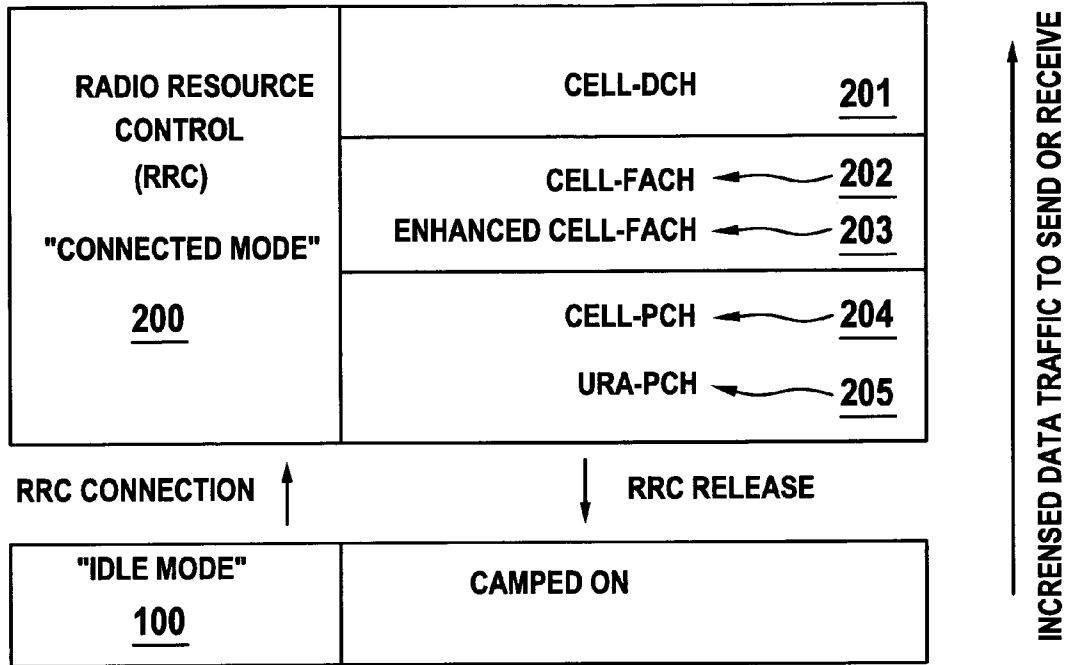 RADIO RESOURCE
CONTROL
(RRC)
"CONNECTED MODE"
200
CELL-DCH 201
CELL-FACH 202
ENHANCED CELL-FACH 203
CELL-PCH 204
URA-PCH 205
RRC CONNECTION
RRC RELEASE
"IDLE MODE"
100
CAMPED ON
INCRENSED DATA TRAFFIC TO SEND OR RECEIVE